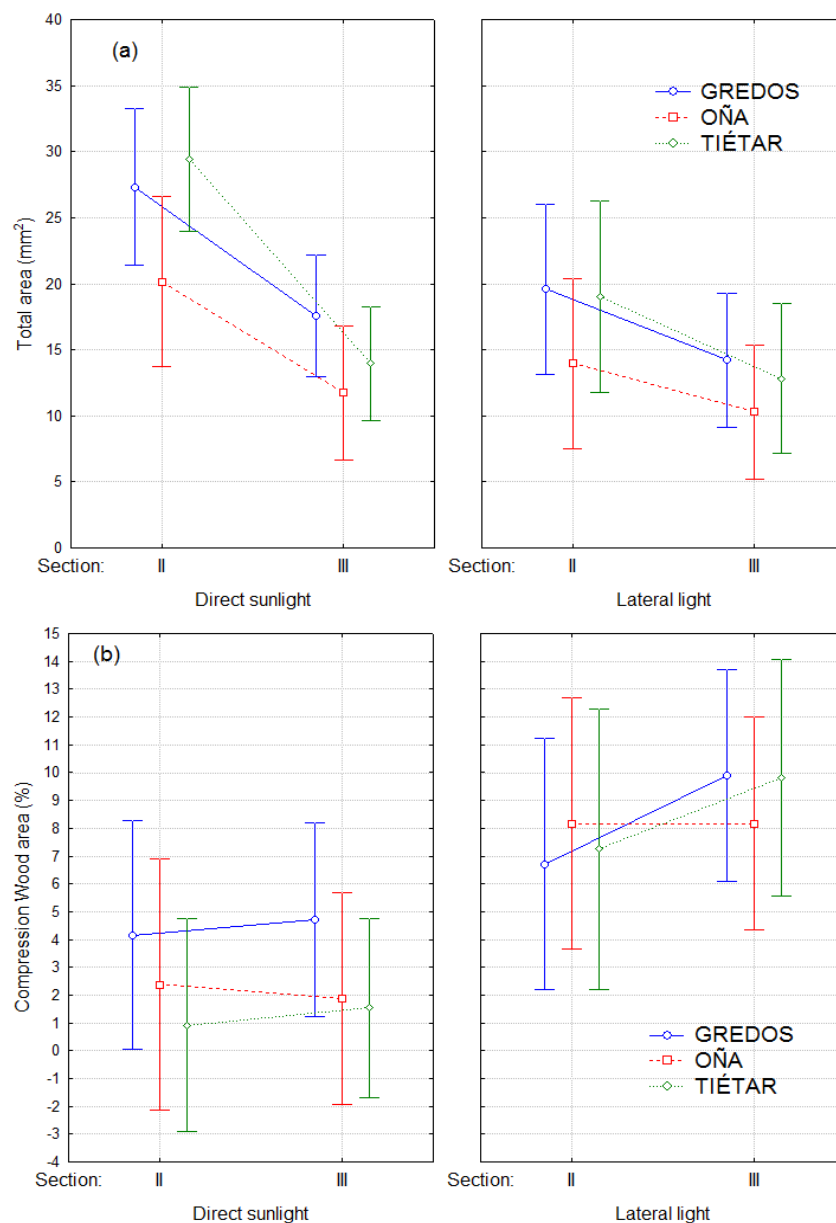 (a)
Total area (mm²)
40
35
30
25
20
15
10
5
0
GREDOS
OÑA
TIÉTAR
Section: II III
Direct sunlight
Section: II III
Lateral light
(b)
Compression Wood area (%)
15
14
13
12
11
10
9
8
7
6
5
4
3
2
1
0
-1
-2
-3
-4
GREDOS
OÑA
TIÉTAR
Section: II III
Direct sunlight
Section: II III
Lateral light